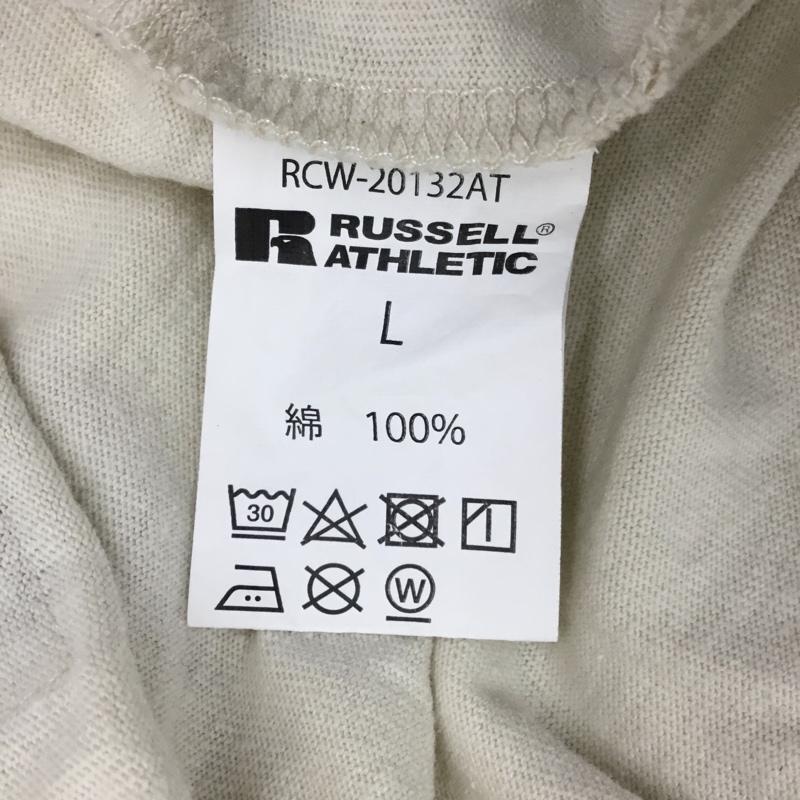 RCW-20132AT
RUSSELL®
ATHLETIC
L
綿 100%
30
W